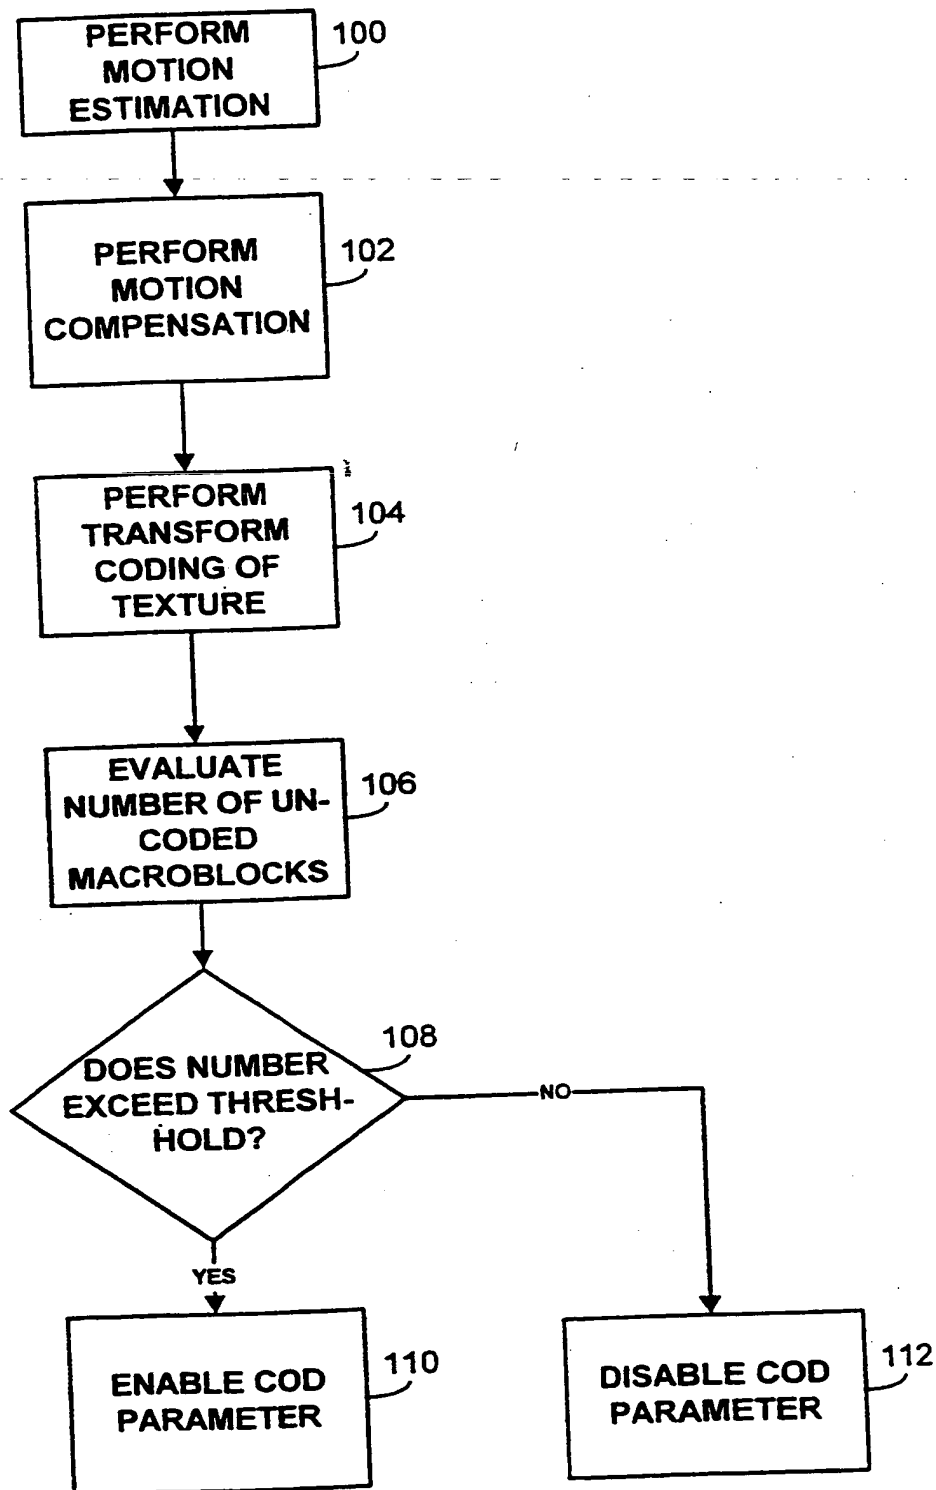 PERFORM
MOTION
ESTIMATION
100
PERFORM
MOTION
COMPENSATION
102
PERFORM
TRANSFORM
CODING OF
TEXTURE
104
EVALUATE
NUMBER OF UN-
CODED
MACROBLOCKS
106
DOES NUMBER
EXCEED THRESH-
HOLD?
108
NO
YES
ENABLE COD
PARAMETER
110
DISABLE COD
PARAMETER
112